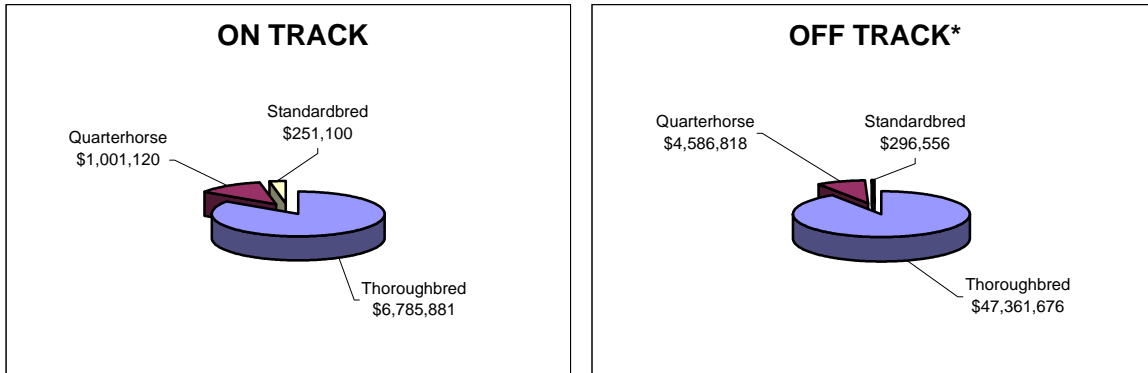 ON TRACK
Standardbred
$251,100
Quarterhorse
$1,001,120
Thoroughbred
$6,785,881
OFF TRACK*
Quarterhorse
$4,586,818
Standardbred
$296,556
Thoroughbred
$47,361,676